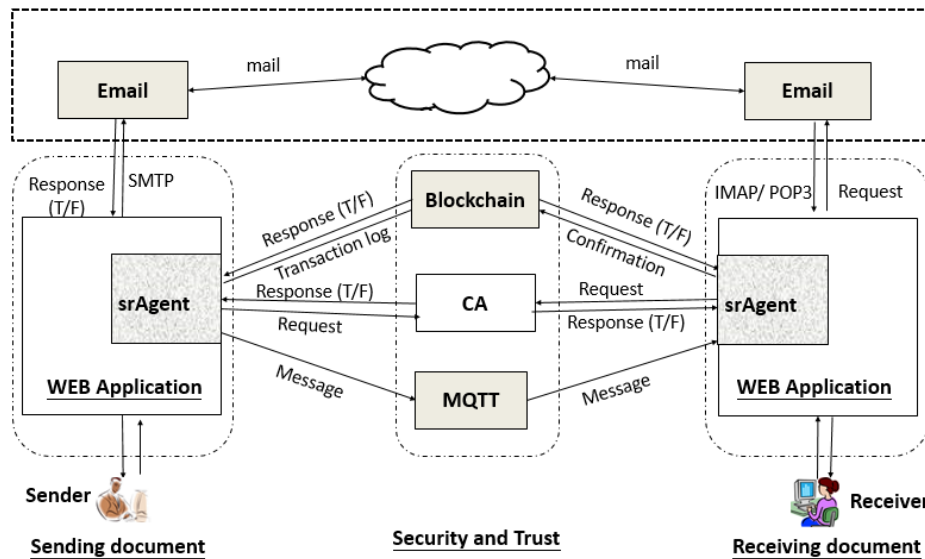 mail
mail
Email
Email
Response
(T/F)
SMTP
Blockchain
IMAP/ POP3
Request
Response (T/F)
Transaction log
Response (T/F)
Confirmation
srAgent
Response (T/F)
Request
CA
Request
Response (T/F)
srAgent
WEB Application
Message
MQTT
Message
WEB Application
Sender
Receiver
Sending document
Security and Trust
Receiving document